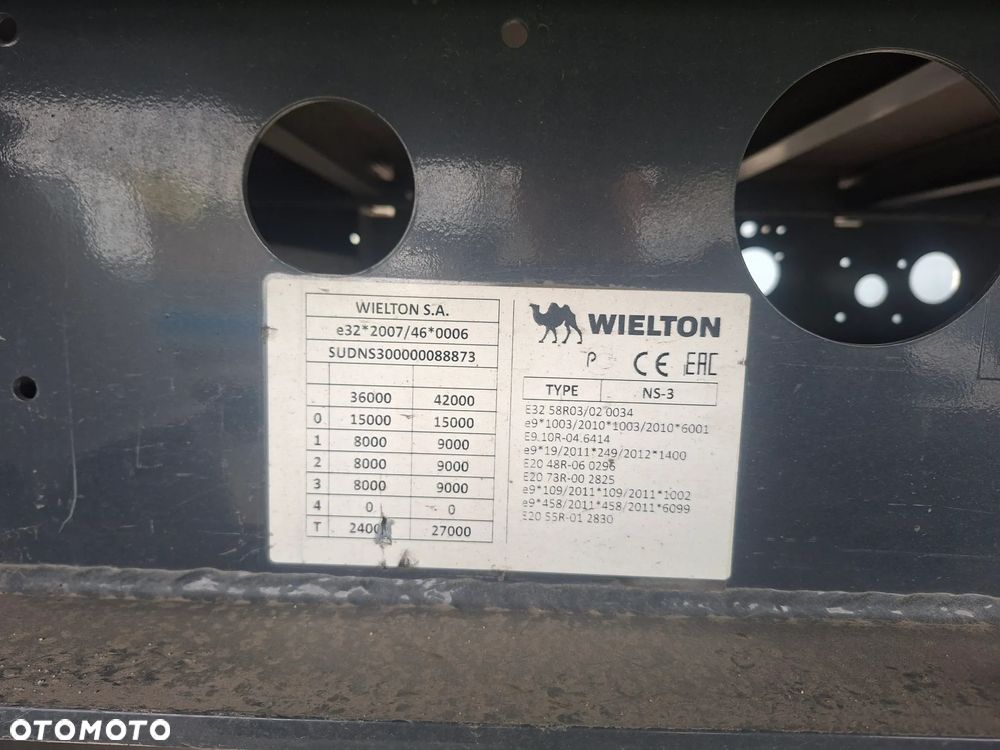 WIELTON S.A.
e32*2007/46*0006
SUDNS300000088873
36000 42000
0 15000 15000
1 8000 9000
2 8000 9000
3 8000 9000
4 0 0
T 24000 27000
WIELTON
P CE EAC
TYPE NS-3
E32 58R03/02 0034
e9*1003/2010*1003/2010*6001
E9.10R-04.6414
e9*19/2011*249/2012*1400
E20 48R-06 0296
E20 73R-00 2825
e9*109/2011*109/2011*1002
e9*458/2011*458/2011*6099
E20 55R-01 2830
OTOMOTO